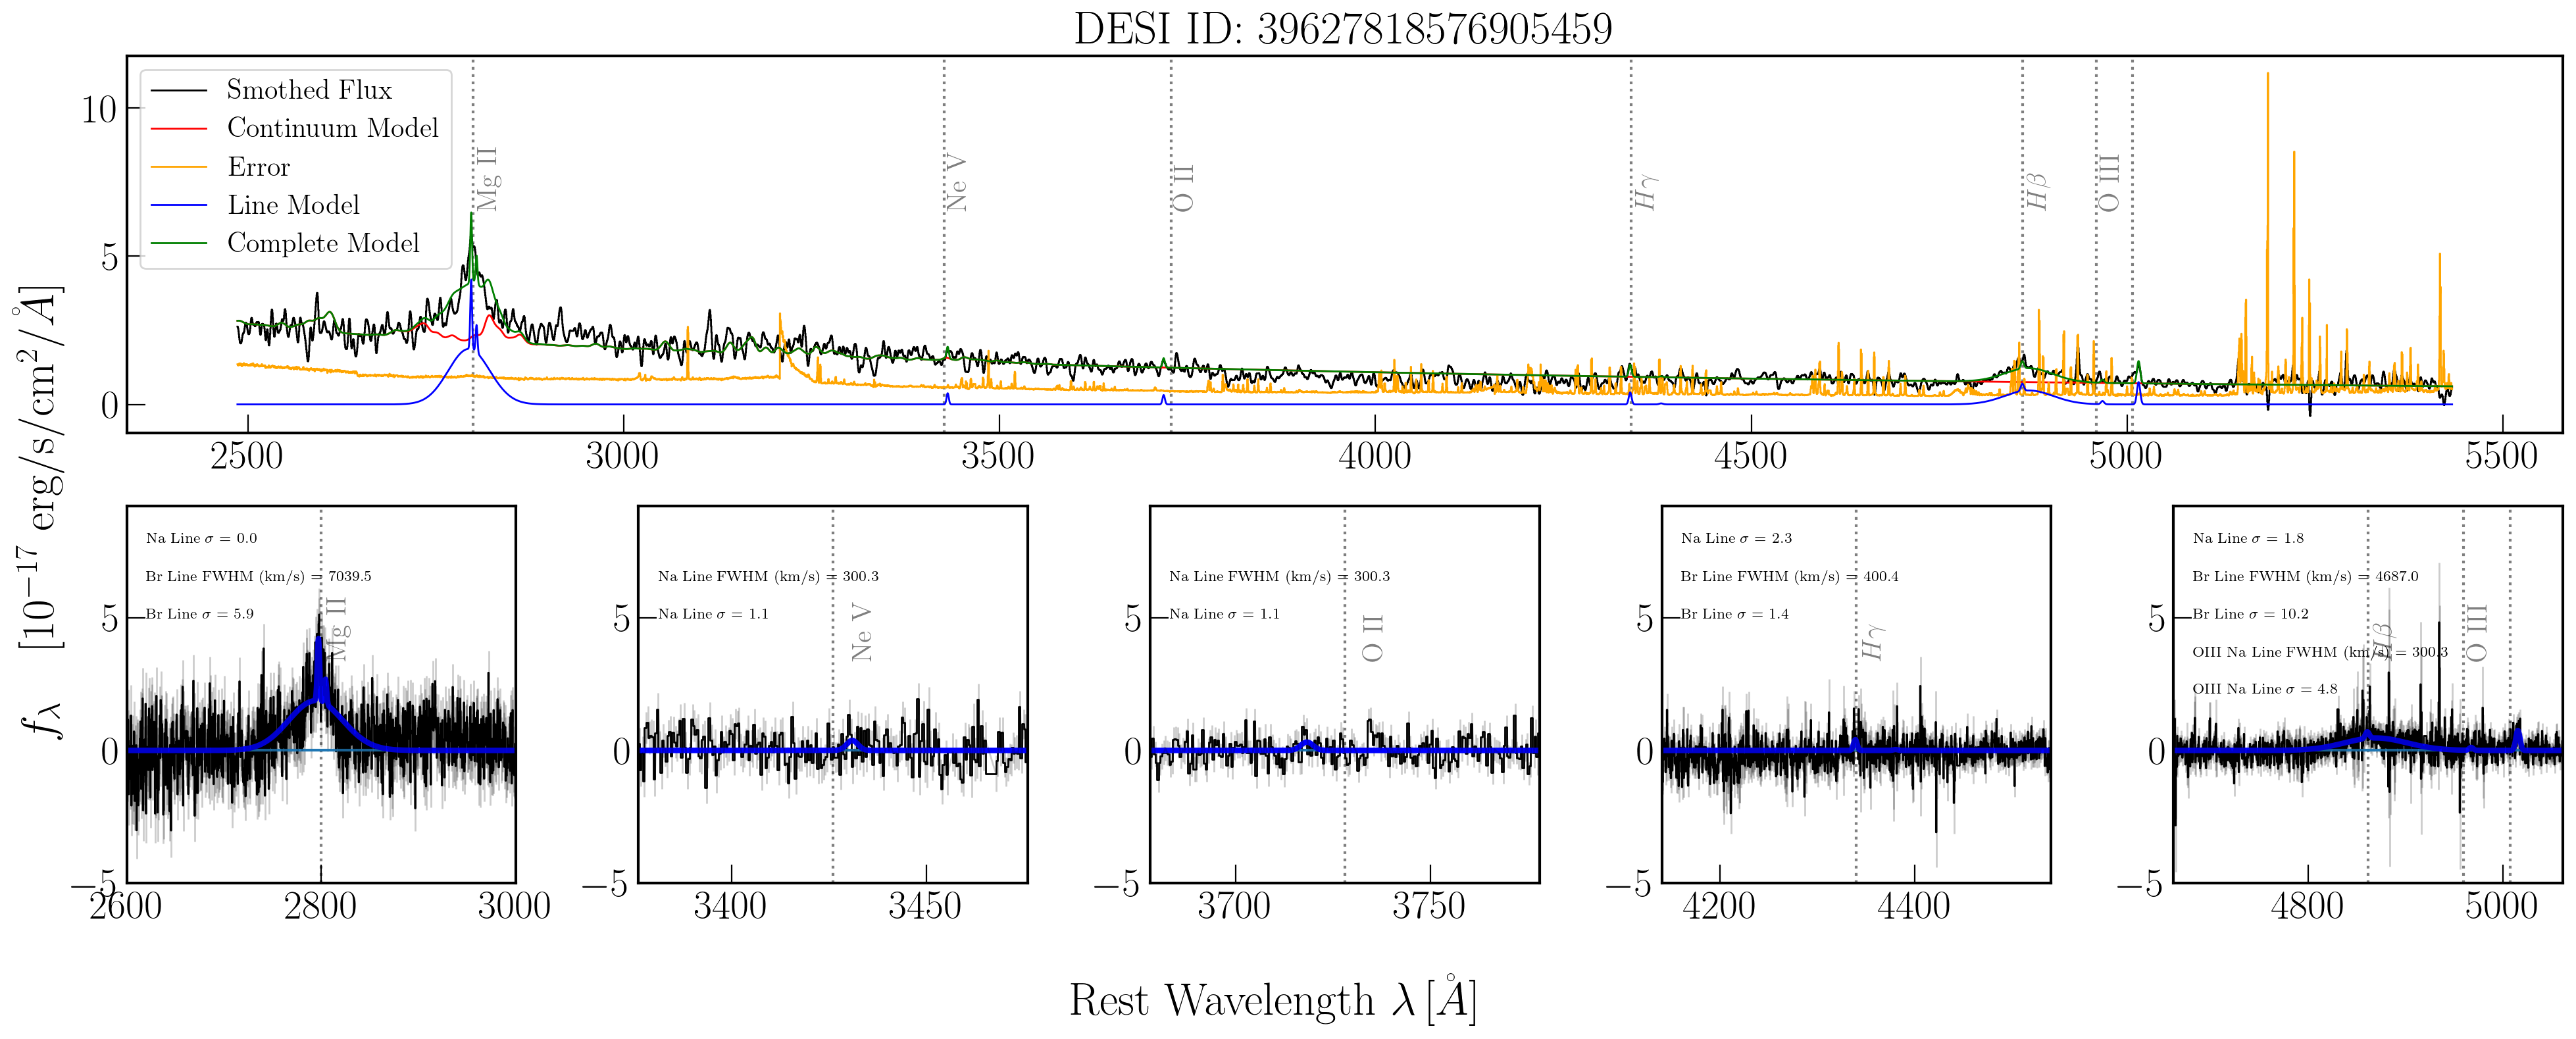 DESI ID: 39627818576905459
Smothed Flux
Continuum Model
Error
Line Model
Complete Model
Mg II
Ne V
O II
Hγ
Hβ
O III
10
5
0
2500
3000
3500
4000
4500
5000
5500
fλ [10⁻¹⁷ erg/s/cm²/Å]
Na Line σ = 0.0
Br Line FWHM (km/s) = 7039.5
Br Line σ = 5.9
Mg II
5
0
−5
2600
2800
3000
Na Line FWHM (km/s) = 300.3
Na Line σ = 1.1
Ne V
5
0
−5
3400
3450
Na Line FWHM (km/s) = 300.3
Na Line σ = 1.1
O II
5
0
−5
3700
3750
Na Line σ = 2.3
Br Line FWHM (km/s) = 400.4
Br Line σ = 1.4
Hγ
5
0
−5
4200
4400
Na Line σ = 1.8
Br Line FWHM (km/s) = 4687.0
Br Line σ = 10.2
OIII Na Line FWHM (km/s) = 300.3
OIII Na Line σ = 4.8
Hβ
O III
5
0
−5
4800
5000
Rest Wavelength λ [Å]